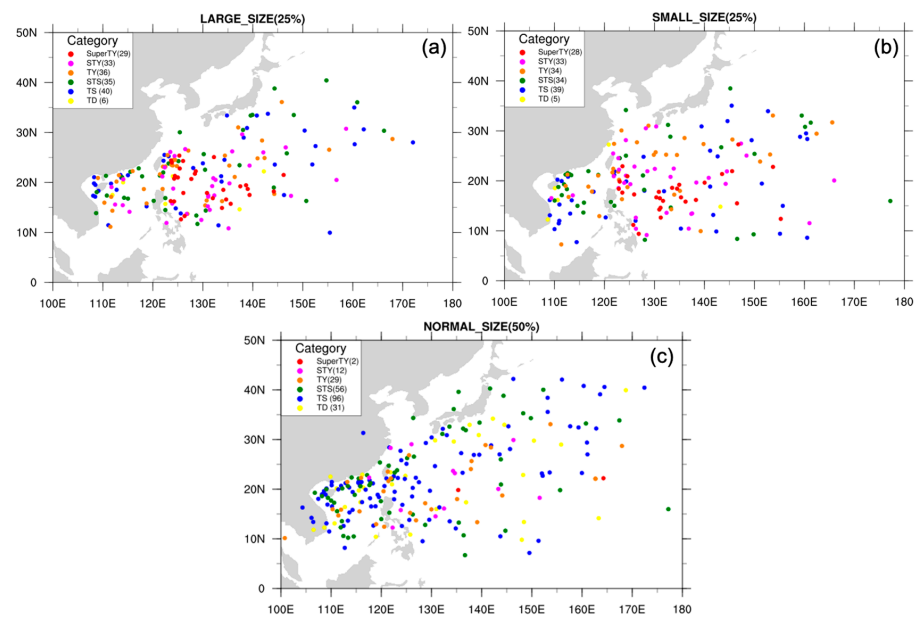 LARGE_SIZE(25%)
(a)
Category
SuperTY(29)
STY(33)
TY(36)
STS(35)
TS (40)
TD (6)
50N
40N
30N
20N
10N
0
100E 110E 120E 130E 140E 150E 160E 170E 180
SMALL_SIZE(25%)
(b)
Category
SuperTY(28)
STY(33)
TY(34)
STS(34)
TS (39)
TD (5)
50N
40N
30N
20N
10N
0
100E 110E 120E 130E 140E 150E 160E 170E 180
NORMAL_SIZE(50%)
(c)
Category
SuperTY(2)
STY(12)
TY(29)
STS(56)
TS (96)
TD (31)
50N
40N
30N
20N
10N
0
100E 110E 120E 130E 140E 150E 160E 170E 180